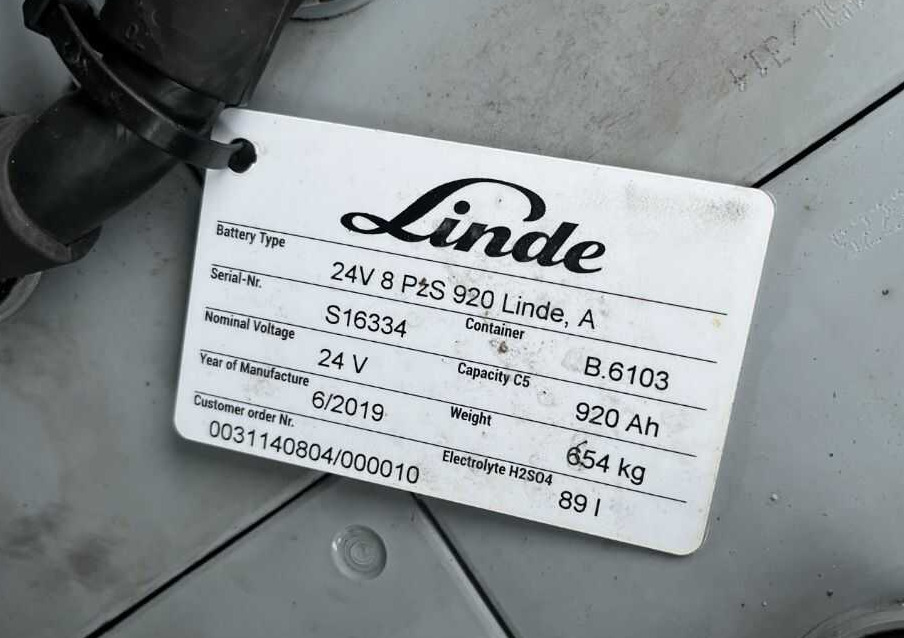 Linde
Battery Type 24V 8 PzS 920 Linde, A
Serial-Nr. S16334 Container B.6103
Nominal Voltage 24 V Capacity C5 920 Ah
Year of Manufacture 6/2019 Weight 654 kg
Customer order Nr. Electrolyte H2SO4 89 l
0031140804/000010